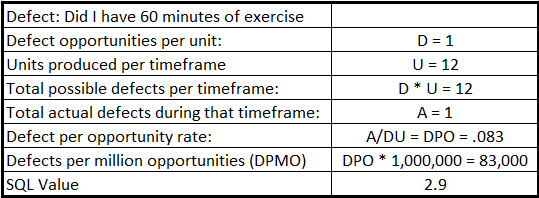 Defect: Did I have 60 minutes of exercise
Defect opportunities per unit: D = 1
Units produced per timeframe U = 12
Total possible defects per timeframe: D * U = 12
Total actual defects during that timeframe: A = 1
Defect per opportunity rate: A/DU = DPO = .083
Defects per million opportunities (DPMO) DPO * 1,000,000 = 83,000
SQL Value 2.9